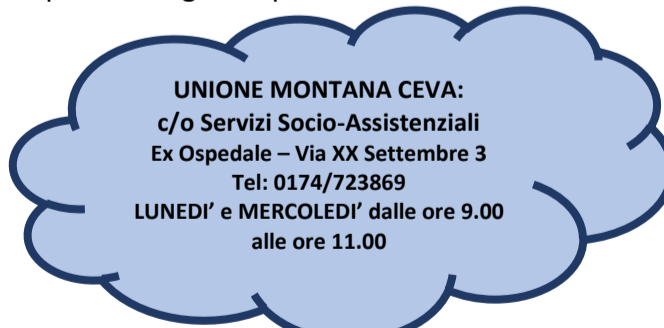 UNIONE MONTANA CEVA:
c/o Servizi Socio-Assistenziali
Ex Ospedale – Via XX Settembre 3
Tel: 0174/723869
LUNEDI’ e MERCOLEDI’ dalle ore 9.00
alle ore 11.00